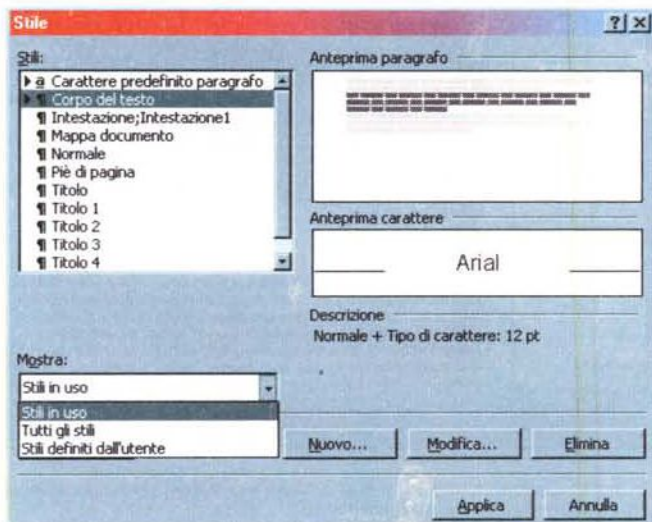 Stile
Stili:
a Carattere predefinito paragrafo
¶ Corpo del testo
¶ Intestazione;Intestazione1
¶ Mappa documento
¶ Normale
¶ Piè di pagina
¶ Titolo
¶ Titolo 1
¶ Titolo 2
¶ Titolo 3
¶ Titolo 4
Anteprima paragrafo
Anteprima carattere
Arial
Descrizione
Normale + Tipo di carattere: 12 pt
Mostra:
Stili in uso
Stili in uso
Tutti gli stili
Stili definiti dall'utente
Nuovo...
Modifica...
Elimina
Applica
Annulla